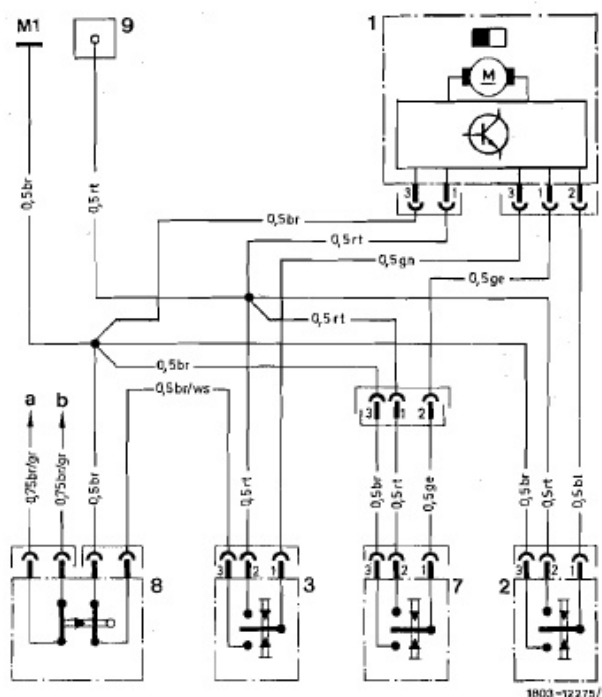 M1 9 1
M
3 1 3 1 2
0,5br 0,5rt
0,5br
0,5rt
0,5gn
0,5ge
0,5rt
0,5br
0,5br/ws
3 1 2
a b
0,75br/gr 0,75br/gr 0,5br 0,5rt 0,5br 0,5rt 0,5ge 0,5br 0,5rt 0,5bl
3 2 1 3 2 1 3 2 1
8 3 7 2
1803-12275/